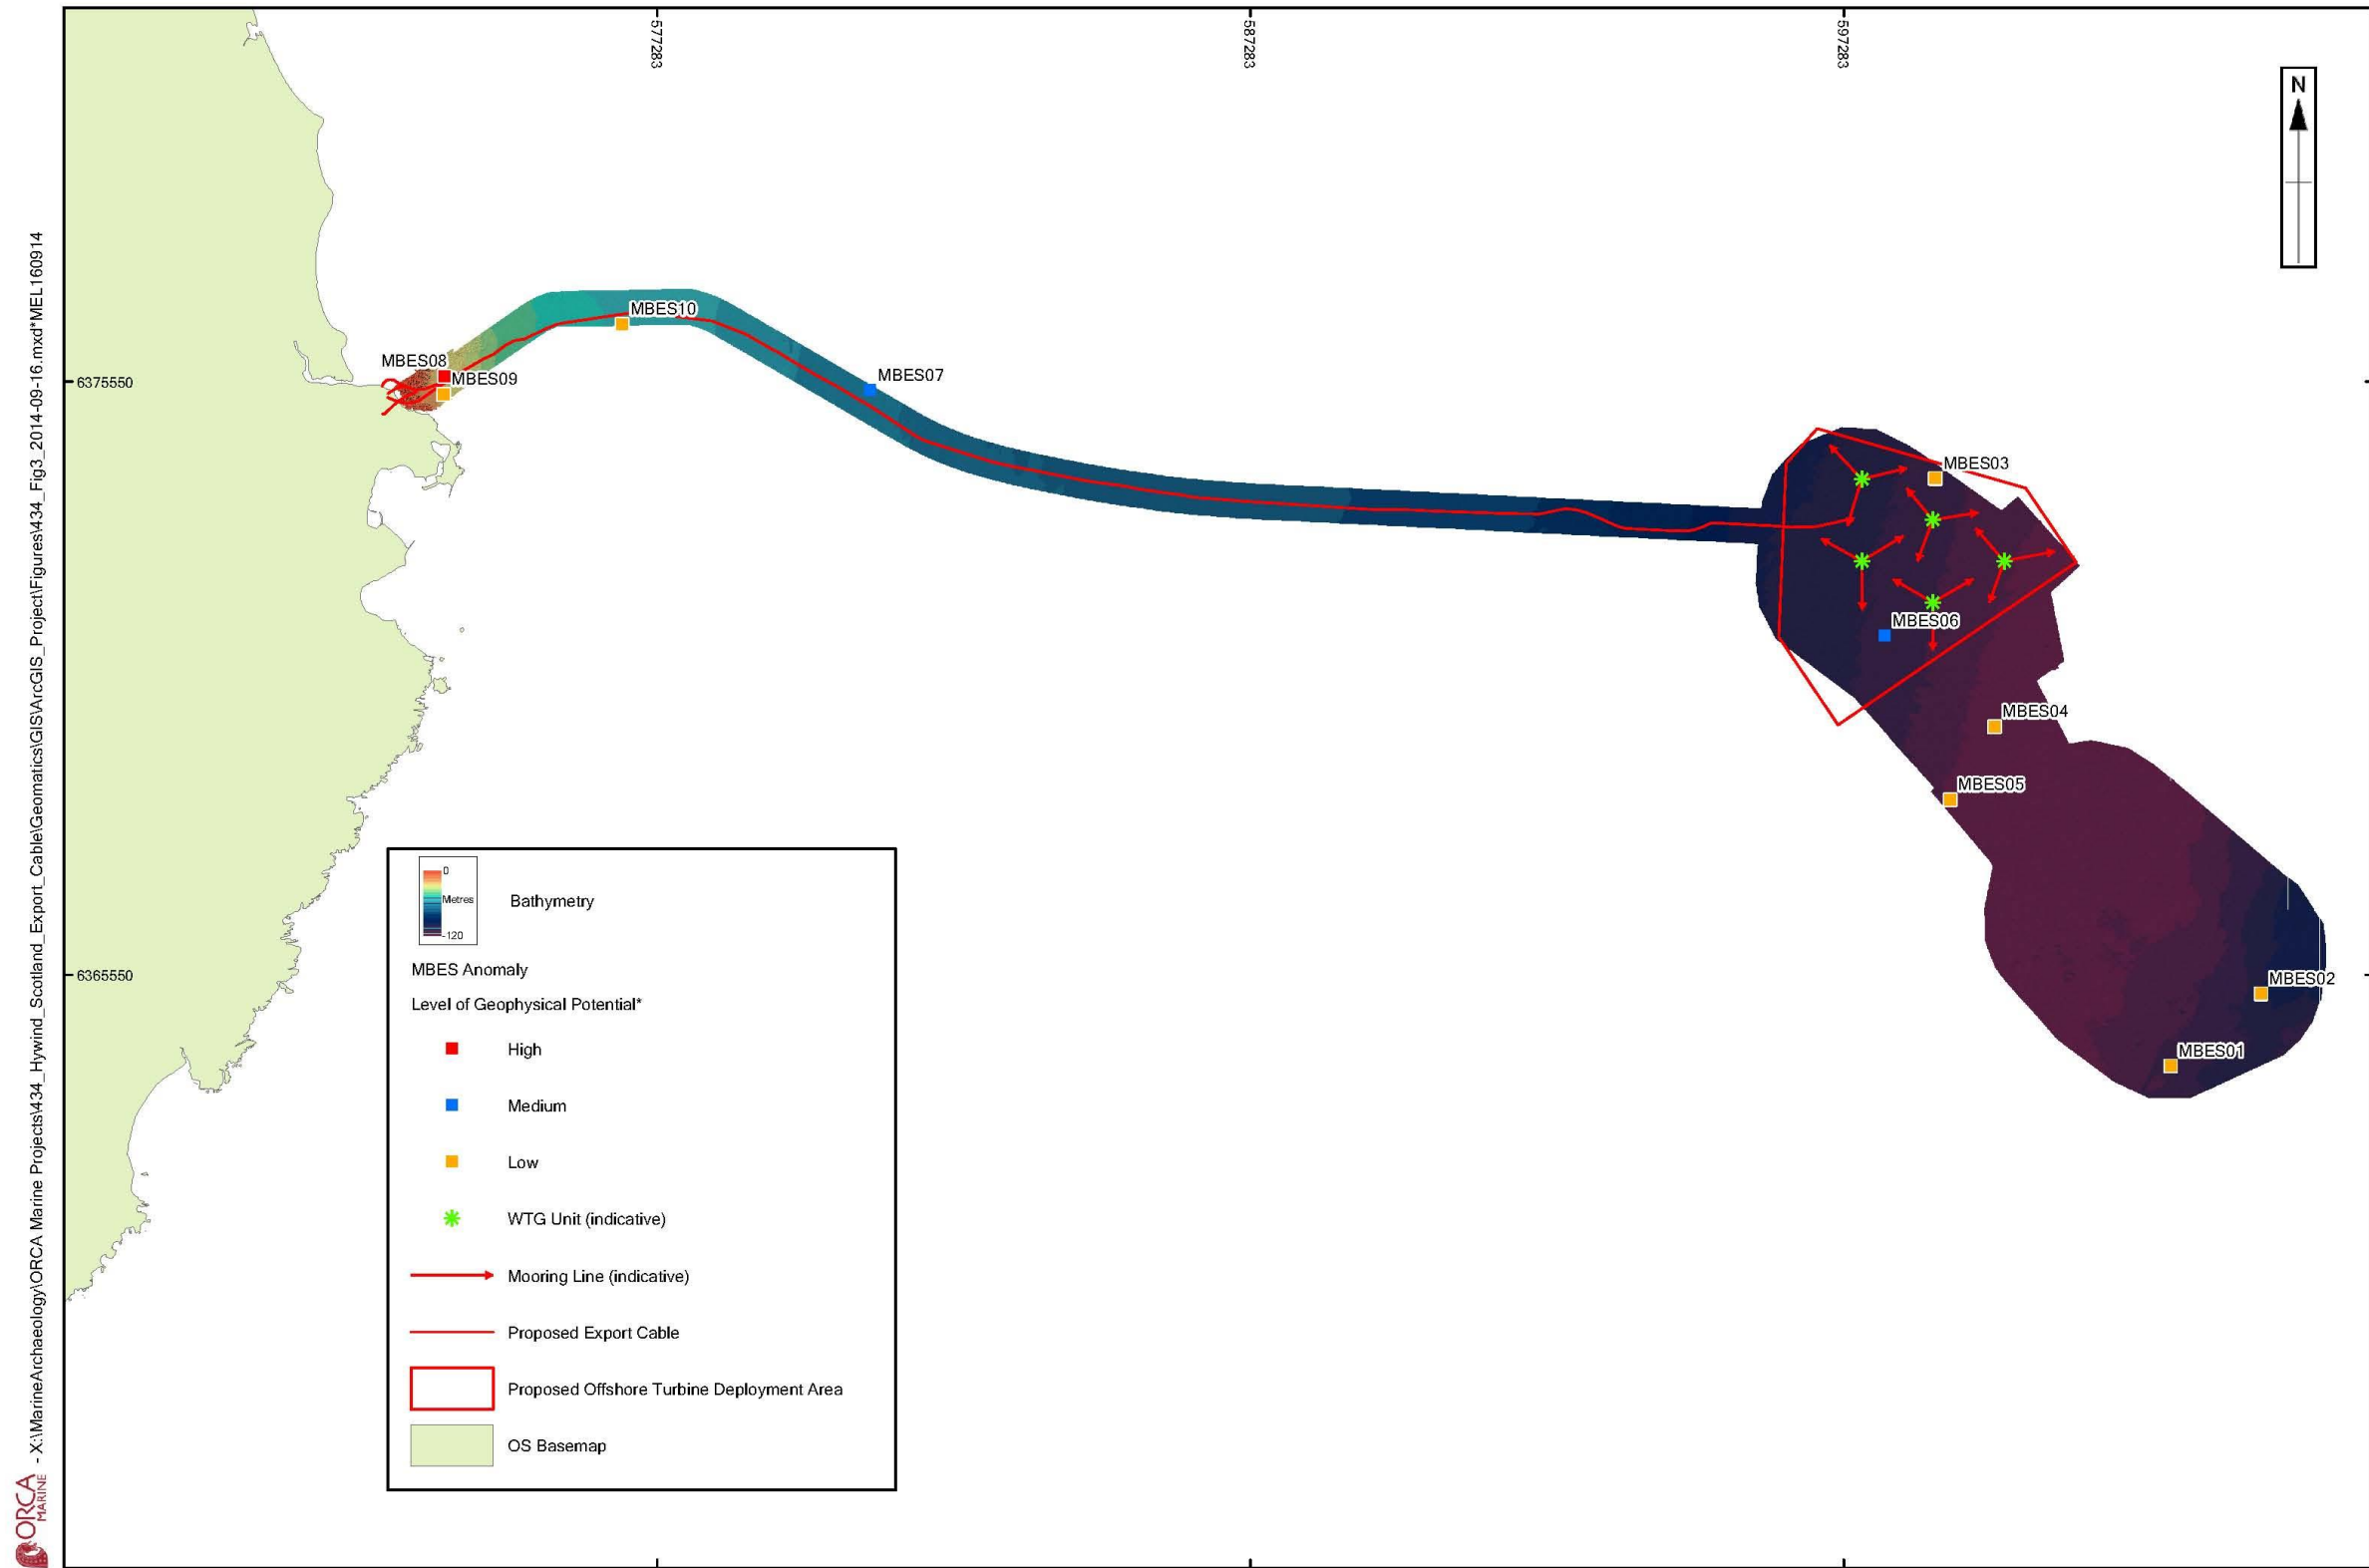 577283
587283
597283
N
6375550
6365550
MBES10
MBES08
MBES09
MBES07
MBES03
MBES06
MBES04
MBES05
MBES02
MBES01
0
Metres
-120
Bathymetry
MBES Anomaly
Level of Geophysical Potential*
High
Medium
Low
WTG Unit (indicative)
Mooring Line (indicative)
Proposed Export Cable
Proposed Offshore Turbine Deployment Area
OS Basemap
ORCA
MARINE
- X:\MarineArchaeology\ORCA Marine Projects\434_Hywind_Scotland_Export_Cable\Geomatics\GIS\ArcGIS_Project\Figures\434_Fig3_2014-09-16.mxd*MEL160914